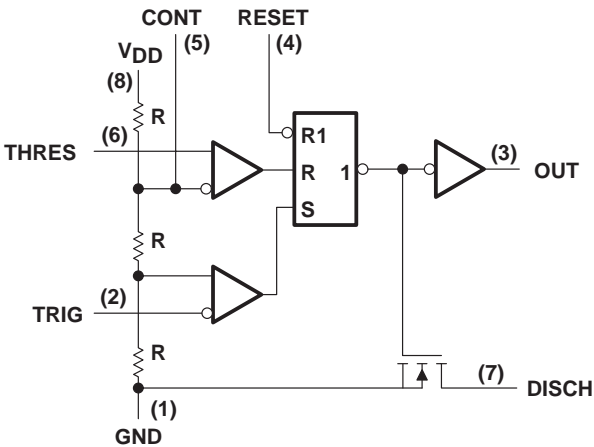 CONT
RESET
VDD
(5)
(4)
(8)
R
(6)
R1
THRES
R
1
(3)
OUT
S
R
(2)
TRIG
R
(7)
DISCH
(1)
GND